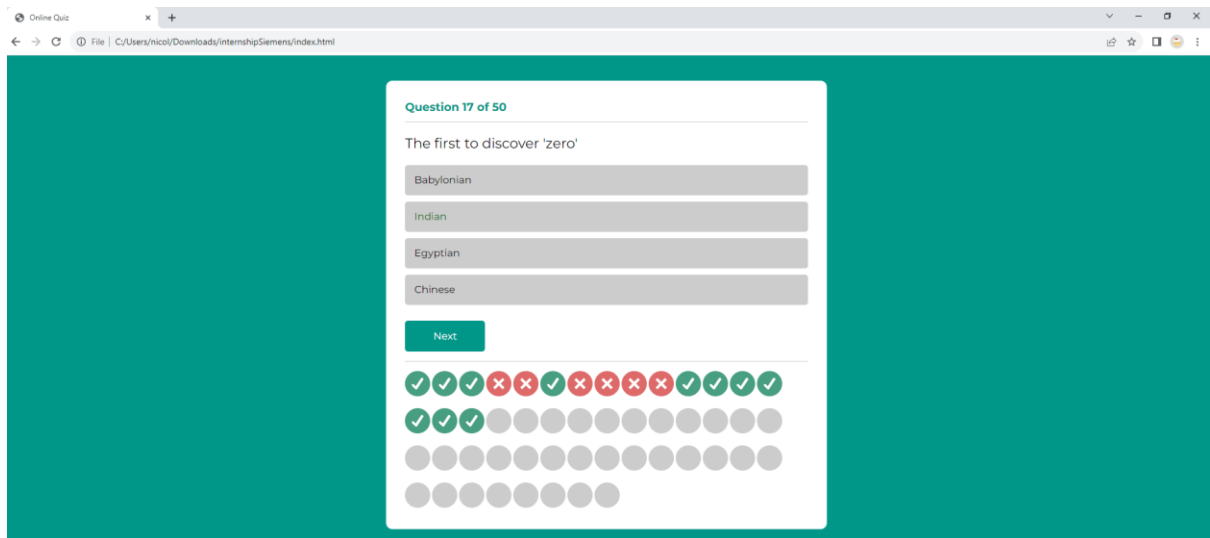 Online Quiz
File | C:/Users/nicol/Downloads/internshipSiemens/index.html
Question 17 of 50
The first to discover 'zero'
Babylonian
Indian
Egyptian
Chinese
Next